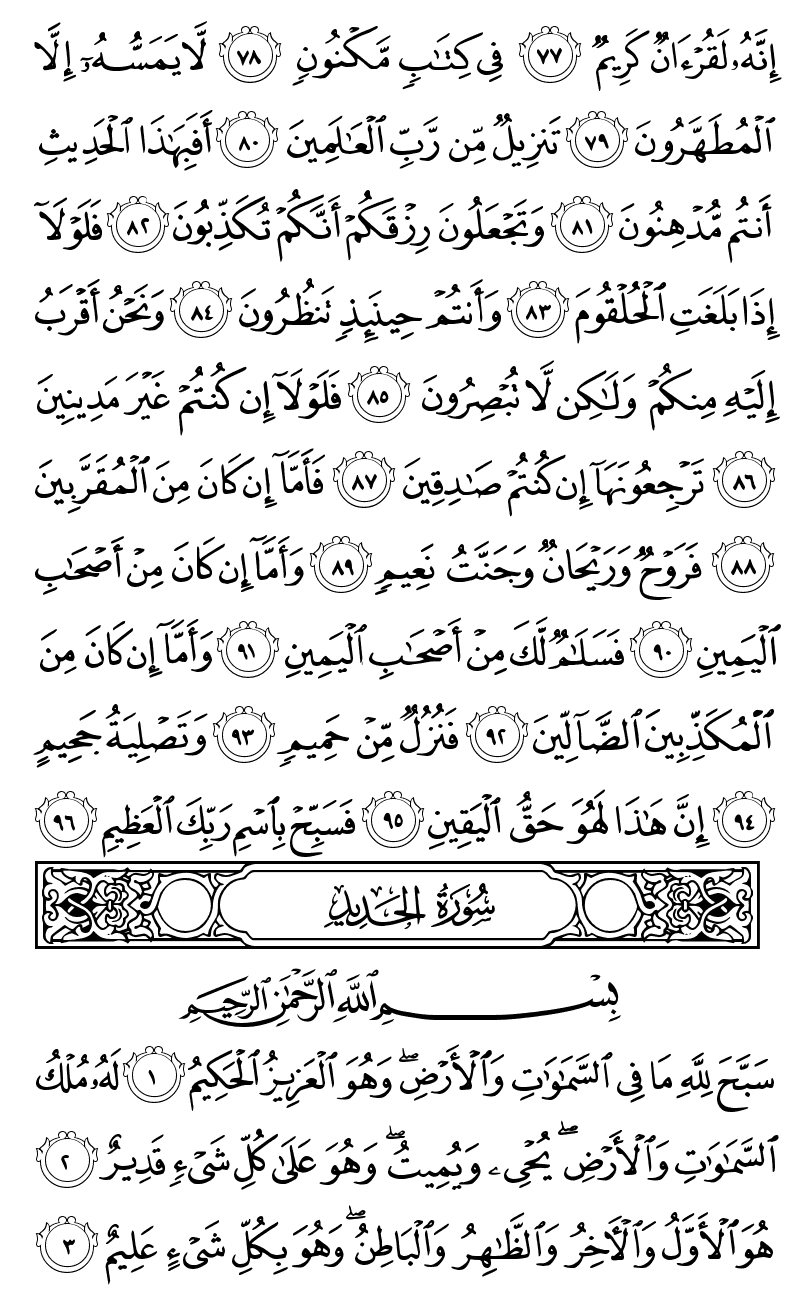 إِنَّهُۥ لَقُرْءَانٌ كَرِيمٌ ٧٧ فِى كِتَٰبٍ مَّكْنُونٍ ٧٨ لَّا يَمَسُّهُۥٓ إِلَّا
ٱلْمُطَهَّرُونَ ٧٩ تَنزِيلٌ مِّن رَّبِّ ٱلْعَٰلَمِينَ ٨٠ أَفَبِهَٰذَا ٱلْحَدِيثِ
أَنتُم مُّدْهِنُونَ ٨١ وَتَجْعَلُونَ رِزْقَكُمْ أَنَّكُمْ تُكَذِّبُونَ ٨٢ فَلَوْلَآ
إِذَا بَلَغَتِ ٱلْحُلْقُومَ ٨٣ وَأَنتُمْ حِينَئِذٍ تَنظُرُونَ ٨٤ وَنَحْنُ أَقْرَبُ
إِلَيْهِ مِنكُمْ وَلَٰكِن لَّا تُبْصِرُونَ ٨٥ فَلَوْلَآ إِن كُنتُمْ غَيْرَ مَدِينِينَ
٨٦ تَرْجِعُونَهَآ إِن كُنتُمْ صَٰدِقِينَ ٨٧ فَأَمَّآ إِن كَانَ مِنَ ٱلْمُقَرَّبِينَ
٨٨ فَرَوْحٌ وَرَيْحَانٌ وَجَنَّتُ نَعِيمٍ ٨٩ وَأَمَّآ إِن كَانَ مِنْ أَصْحَٰبِ
ٱلْيَمِينِ ٩٠ فَسَلَٰمٌ لَّكَ مِنْ أَصْحَٰبِ ٱلْيَمِينِ ٩١ وَأَمَّآ إِن كَانَ مِنَ
ٱلْمُكَذِّبِينَ ٱلضَّآلِّينَ ٩٢ فَنُزُلٌ مِّنْ حَمِيمٍ ٩٣ وَتَصْلِيَةُ جَحِيمٍ
٩٤ إِنَّ هَٰذَا لَهُوَ حَقُّ ٱلْيَقِينِ ٩٥ فَسَبِّحْ بِٱسْمِ رَبِّكَ ٱلْعَظِيمِ ٩٦
سُورَةُ الحَدِيدِ
بِسْمِ ٱللَّهِ ٱلرَّحْمَٰنِ ٱلرَّحِيمِ
سَبَّحَ لِلَّهِ مَا فِى ٱلسَّمَٰوَٰتِ وَٱلْأَرْضِ ۖ وَهُوَ ٱلْعَزِيزُ ٱلْحَكِيمُ ١ لَهُۥ مُلْكُ
ٱلسَّمَٰوَٰتِ وَٱلْأَرْضِ ۖ يُحْىِۦ وَيُمِيتُ ۖ وَهُوَ عَلَىٰ كُلِّ شَىْءٍ قَدِيرٌ ٢
هُوَ ٱلْأَوَّلُ وَٱلْءَاخِرُ وَٱلظَّٰهِرُ وَٱلْبَاطِنُ ۖ وَهُوَ بِكُلِّ شَىْءٍ عَلِيمٌ ٣